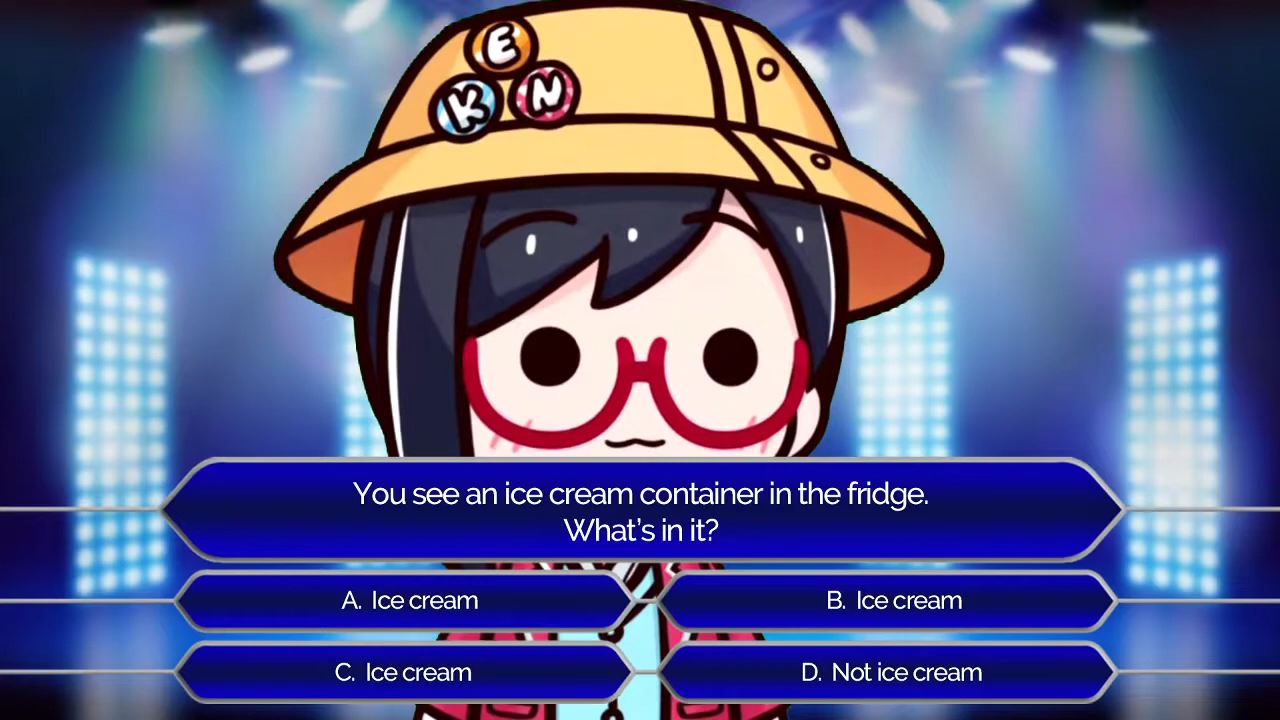 E
K N
You see an ice cream container in the fridge.
What's in it?
A. Ice cream
B. Ice cream
C. Ice cream
D. Not ice cream